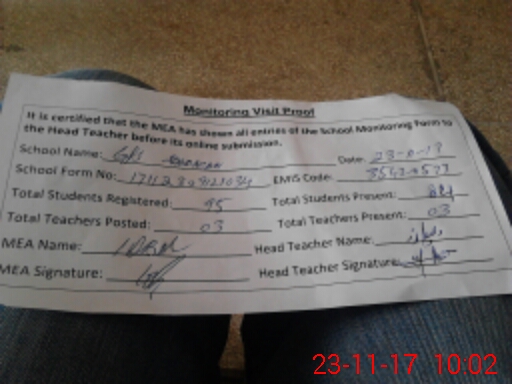 Monitoring Visit Proof
It is certified that the MEA has shown all entries of the School Monitoring Form to
the Head Teacher before its online submission.
School Name: GPS Date: 23-11-17
School Form No: EMIS Code:
Total Students Registered: 95 Total Students Present: 84
Total Teachers Posted: 03 Total Teachers Present: 03
MEA Name: Head Teacher Name:
MEA Signature: Head Teacher Signature:
23-11-17 10:02